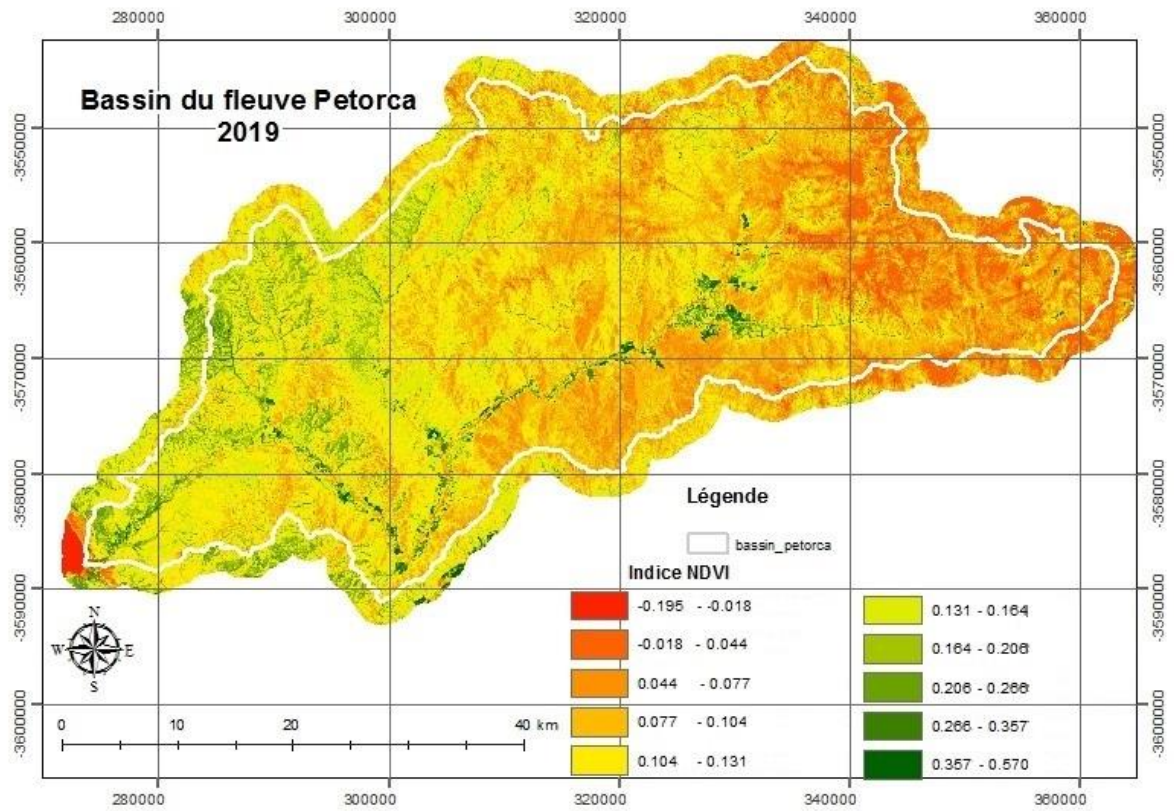 280000 300000 320000 340000 360000
Bassin du fleuve Petorca
2019
-3550000 -3550000
-3560000 -3560000
-3570000 -3570000
-3580000 -3580000
-3590000 -3590000
-3600000 -3600000
Légende
bassin_petorca
Indice NDVI
-0.195 - -0.018
-0.018 - 0.044
0.044 - 0.077
0.077 - 0.104
0.104 - 0.131
0.131 - 0.164
0.164 - 0.206
0.206 - 0.266
0.266 - 0.357
0.357 - 0.570
N
W E
S
0 10 20 40 km
280000 300000 320000 340000 360000